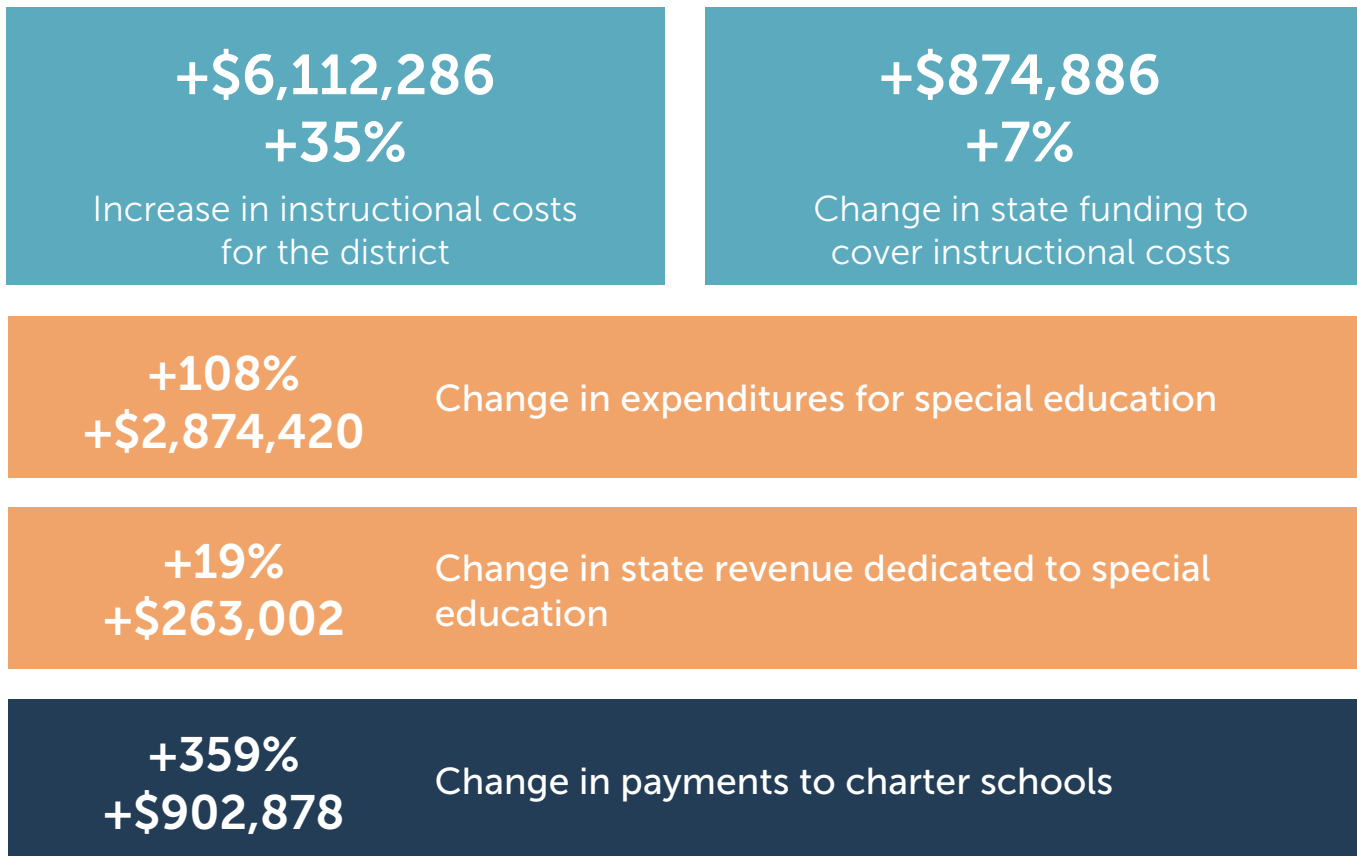 +$6,112,286
+35%
Increase in instructional costs
for the district
+$874,886
+7%
Change in state funding to
cover instructional costs
+108%
+$2,874,420
Change in expenditures for special education
+19%
+$263,002
Change in state revenue dedicated to special
education
+359%
+$902,878
Change in payments to charter schools